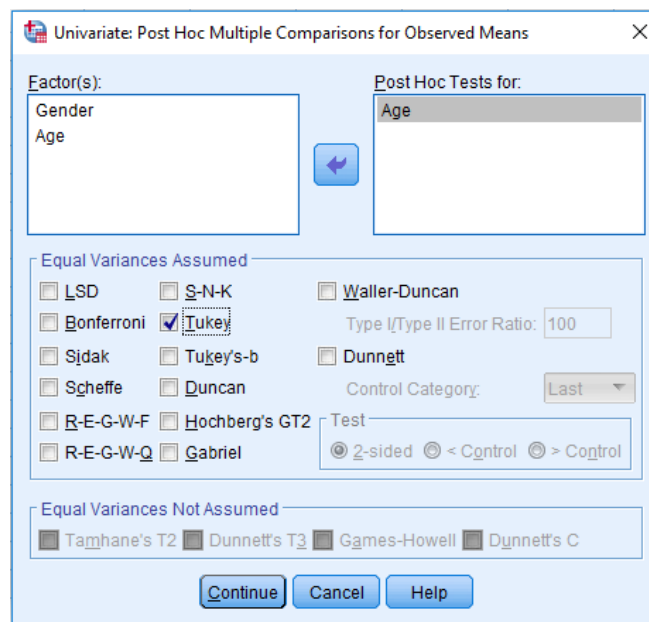 Univariate: Post Hoc Multiple Comparisons for Observed Means
Factor(s):
Post Hoc Tests for:
Gender
Age
Age
Equal Variances Assumed
LSD S-N-K Waller-Duncan
Bonferroni Tukey Type I/Type II Error Ratio: 100
Sidak Tukey's-b Dunnett
Scheffe Duncan Control Category: Last
R-E-G-W-F Hochberg's GT2 Test
R-E-G-W-Q Gabriel 2-sided < Control > Control
Equal Variances Not Assumed
Tamhane's T2 Dunnett's T3 Games-Howell Dunnett's C
Continue Cancel Help